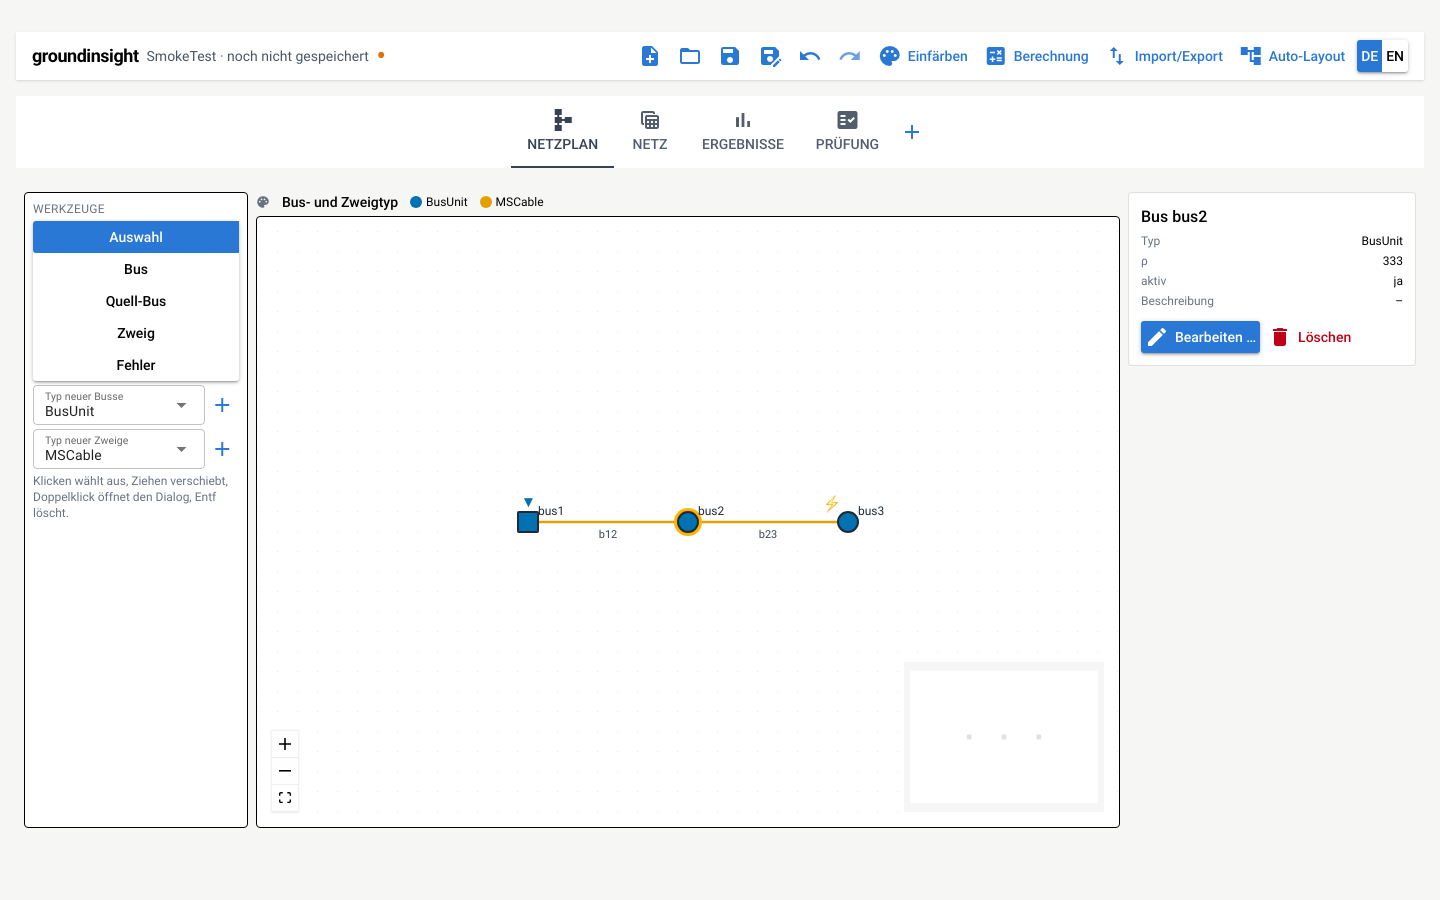 groundinsight SmokeTest · noch nicht gespeichert
Einfärben
Berechnung
Import/Export
Auto-Layout
DE
EN
NETZPLAN
NETZ
ERGEBNISSE
PRÜFUNG
WERKZEUGE
Auswahl
Bus
Quell-Bus
Zweig
Fehler
Typ neuer Busse
BusUnit
Typ neuer Zweige
MSCable
Klicken wählt aus, Ziehen verschiebt,
Doppelklick öffnet den Dialog, Entf
löscht.
Bus- und Zweigtyp
BusUnit
MSCable
bus1
bus2
bus3
b12
b23
Bus bus2
Typ BusUnit
ρ 333
aktiv ja
Beschreibung –
Bearbeiten ...
Löschen